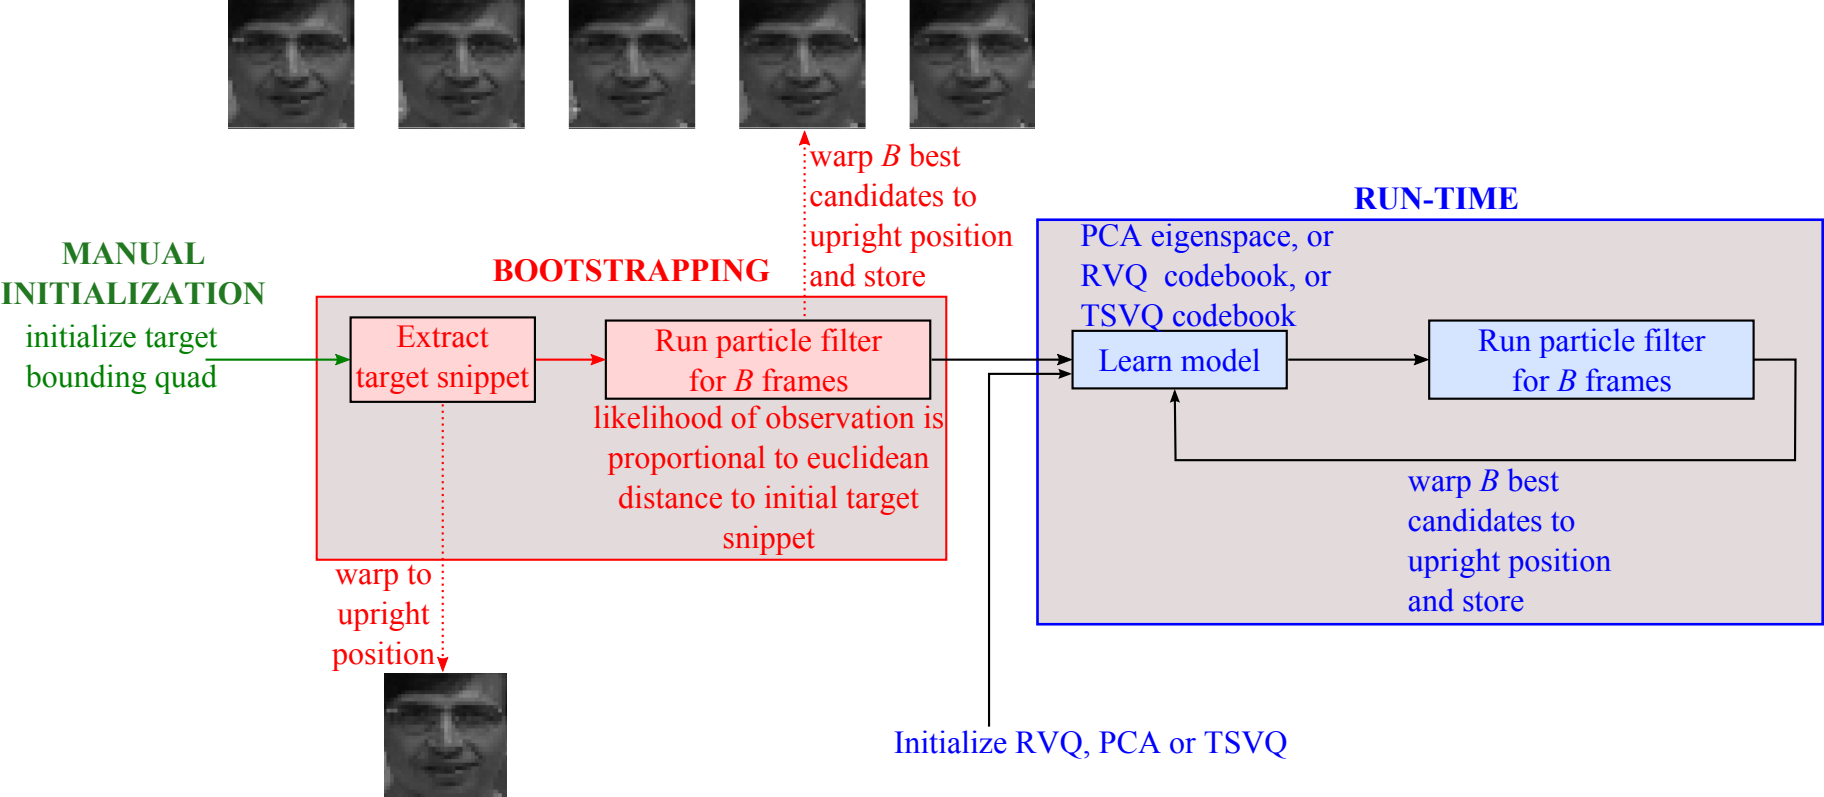 warp B best
candidates to
upright position
and store
MANUAL
INITIALIZATION
initialize target
bounding quad
BOOTSTRAPPING
Extract
target snippet
Run particle filter
for B frames
likelihood of observation is
proportional to euclidean
distance to initial target
snippet
warp to
upright
position
RUN-TIME
PCA eigenspace, or
RVQ codebook, or
TSVQ codebook
Learn model
Run particle filter
for B frames
warp B best
candidates to
upright position
and store
Initialize RVQ, PCA or TSVQ